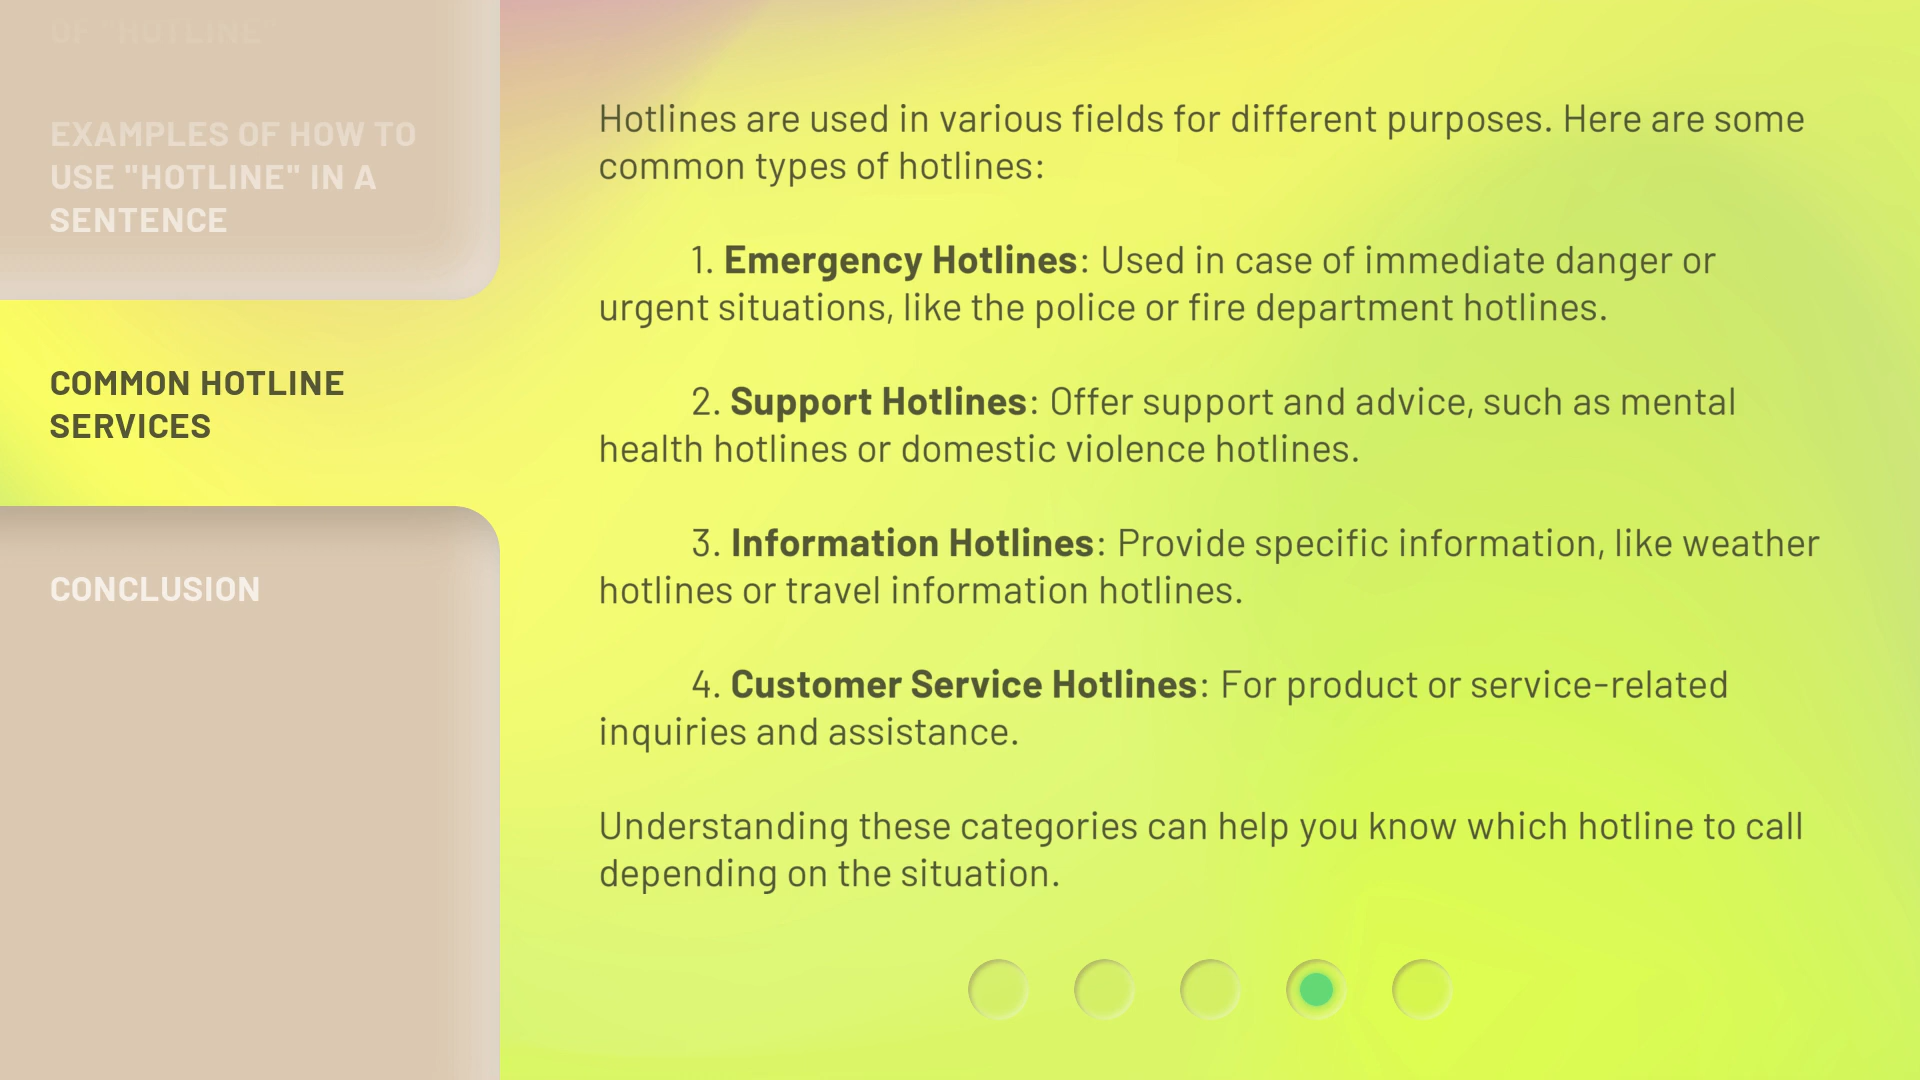 OF "HOTLINE"
EXAMPLES OF HOW TO
USE "HOTLINE" IN A
SENTENCE
COMMON HOTLINE
SERVICES
CONCLUSION
Hotlines are used in various fields for different purposes. Here are some
common types of hotlines:
1. Emergency Hotlines: Used in case of immediate danger or
urgent situations, like the police or fire department hotlines.
2. Support Hotlines: Offer support and advice, such as mental
health hotlines or domestic violence hotlines.
3. Information Hotlines: Provide specific information, like weather
hotlines or travel information hotlines.
4. Customer Service Hotlines: For product or service-related
inquiries and assistance.
Understanding these categories can help you know which hotline to call
depending on the situation.